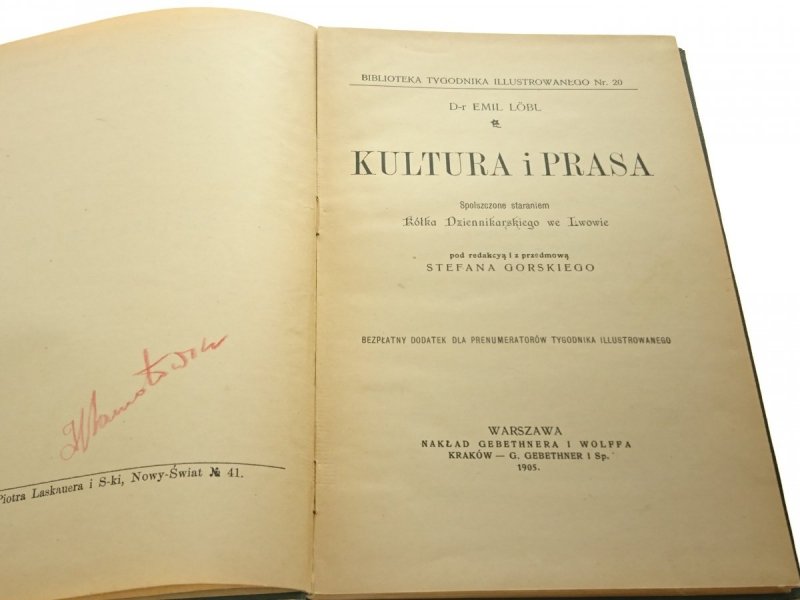 Piotra Laskauera i S-ki, Nowy-Świat № 41.
BIBLIOTEKA TYGODNIKA ILLUSTROWANEGO Nr. 20
D-r EMIL LÖBL
KULTURA i PRASA
Spolszczone staraniem
Kółka Dziennikarskiego we Lwowie
pod redakcyą i z przedmową
STEFANA GORSKIEGO
BEZPŁATNY DODATEK DLA PRENUMERATORÓW TYGODNIKA ILLUSTROWANEGO
WARSZAWA
NAKŁAD GEBETHNERA I WOLFFA
KRAKÓW — G. GEBETHNER I Sp.
1905.